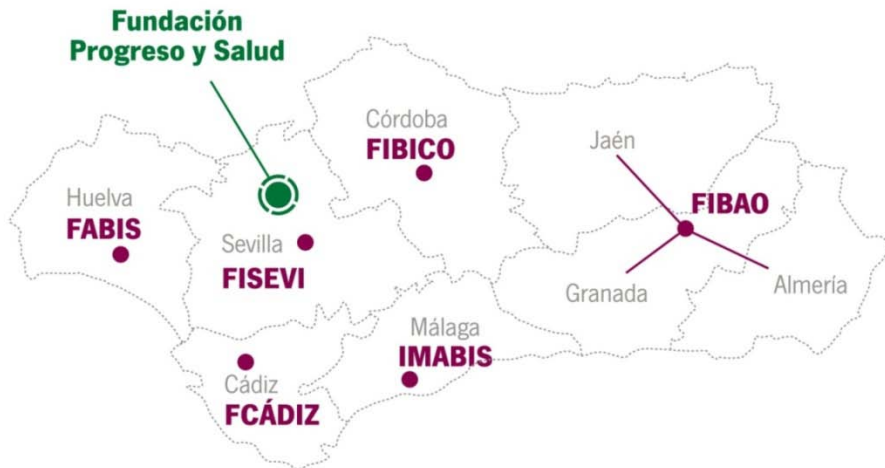 Fundación
Progreso y Salud
Córdoba
FIBICO
Jaén
Huelva
FABIS
FIBAO
Sevilla
FISEVI
Granada
Almería
Málaga
IMABIS
Cádiz
FCÁDIZ